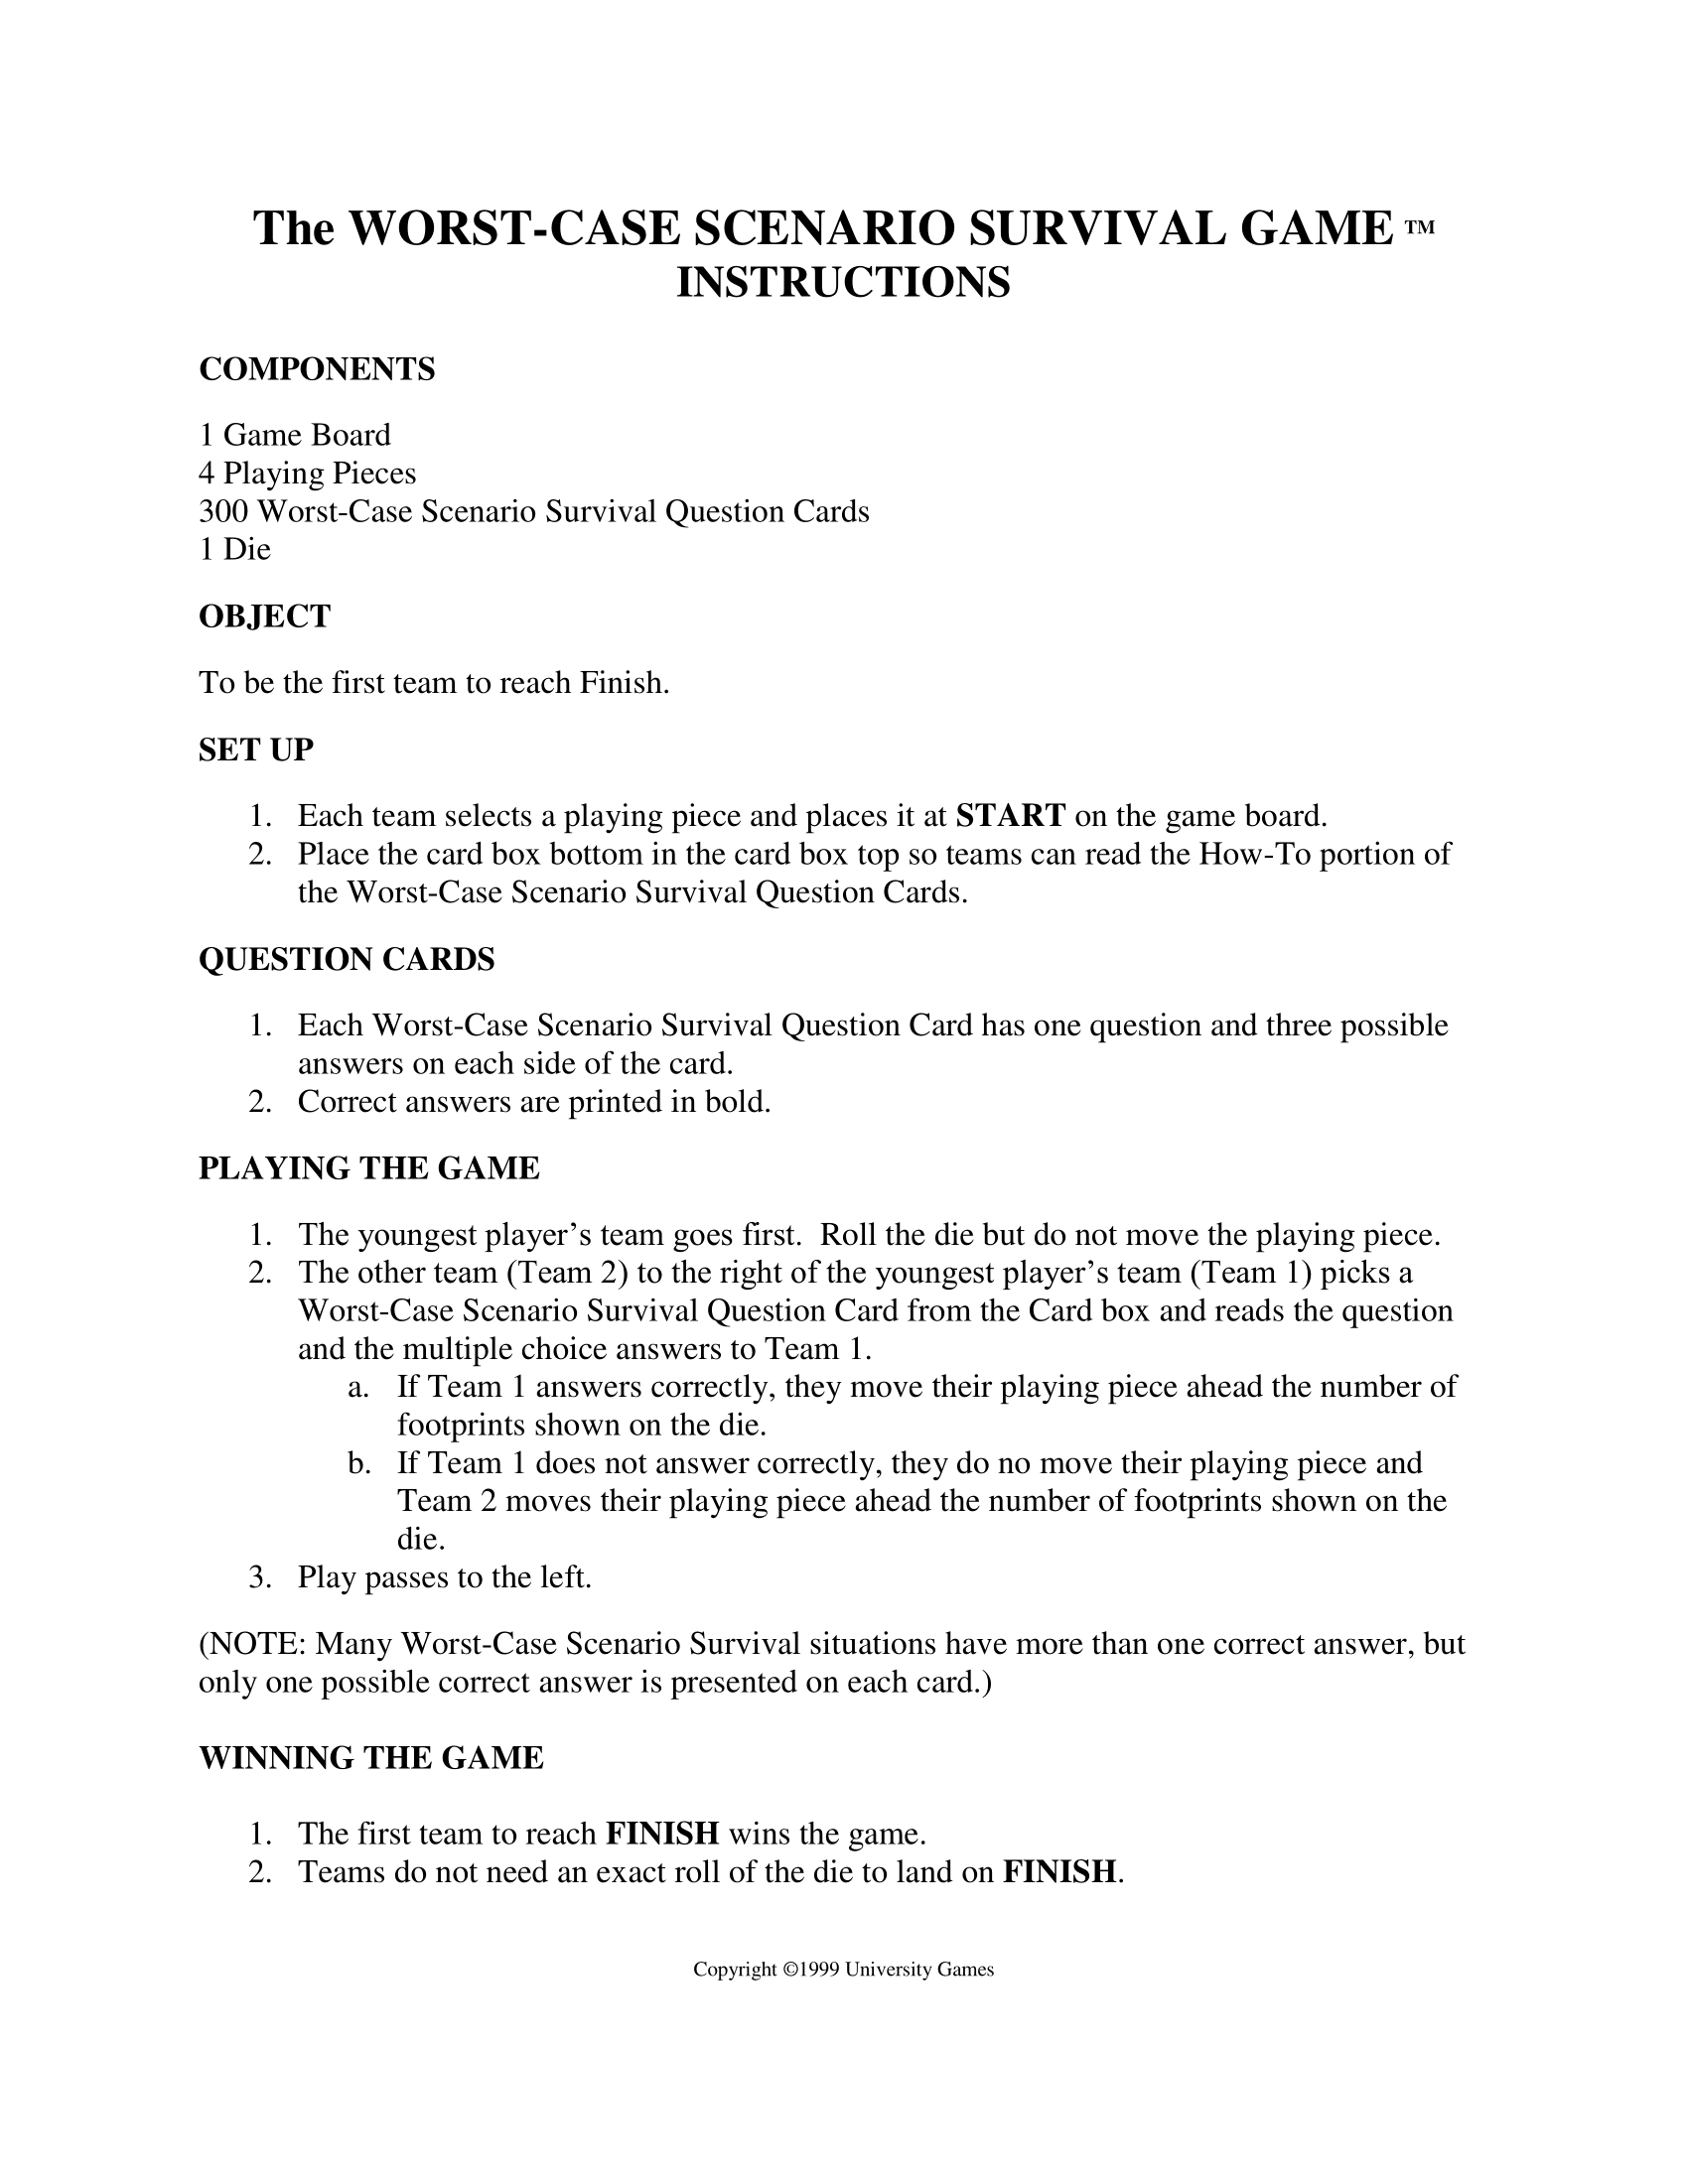 The WORST-CASE SCENARIO SURVIVAL GAME ™
INSTRUCTIONS
COMPONENTS
1 Game Board
4 Playing Pieces
300 Worst-Case Scenario Survival Question Cards
1 Die
OBJECT
To be the first team to reach Finish.
SET UP
1. Each team selects a playing piece and places it at START on the game board.
2. Place the card box bottom in the card box top so teams can read the How-To portion of
the Worst-Case Scenario Survival Question Cards.
QUESTION CARDS
1. Each Worst-Case Scenario Survival Question Card has one question and three possible
answers on each side of the card.
2. Correct answers are printed in bold.
PLAYING THE GAME
1. The youngest player’s team goes first.  Roll the die but do not move the playing piece.
2. The other team (Team 2) to the right of the youngest player’s team (Team 1) picks a
Worst-Case Scenario Survival Question Card from the Card box and reads the question
and the multiple choice answers to Team 1.
a. If Team 1 answers correctly, they move their playing piece ahead the number of
footprints shown on the die.
b. If Team 1 does not answer correctly, they do no move their playing piece and
Team 2 moves their playing piece ahead the number of footprints shown on the
die.
3. Play passes to the left.
(NOTE: Many Worst-Case Scenario Survival situations have more than one correct answer, but
only one possible correct answer is presented on each card.)
WINNING THE GAME
1. The first team to reach FINISH wins the game.
2. Teams do not need an exact roll of the die to land on FINISH.
Copyright ©1999 University Games